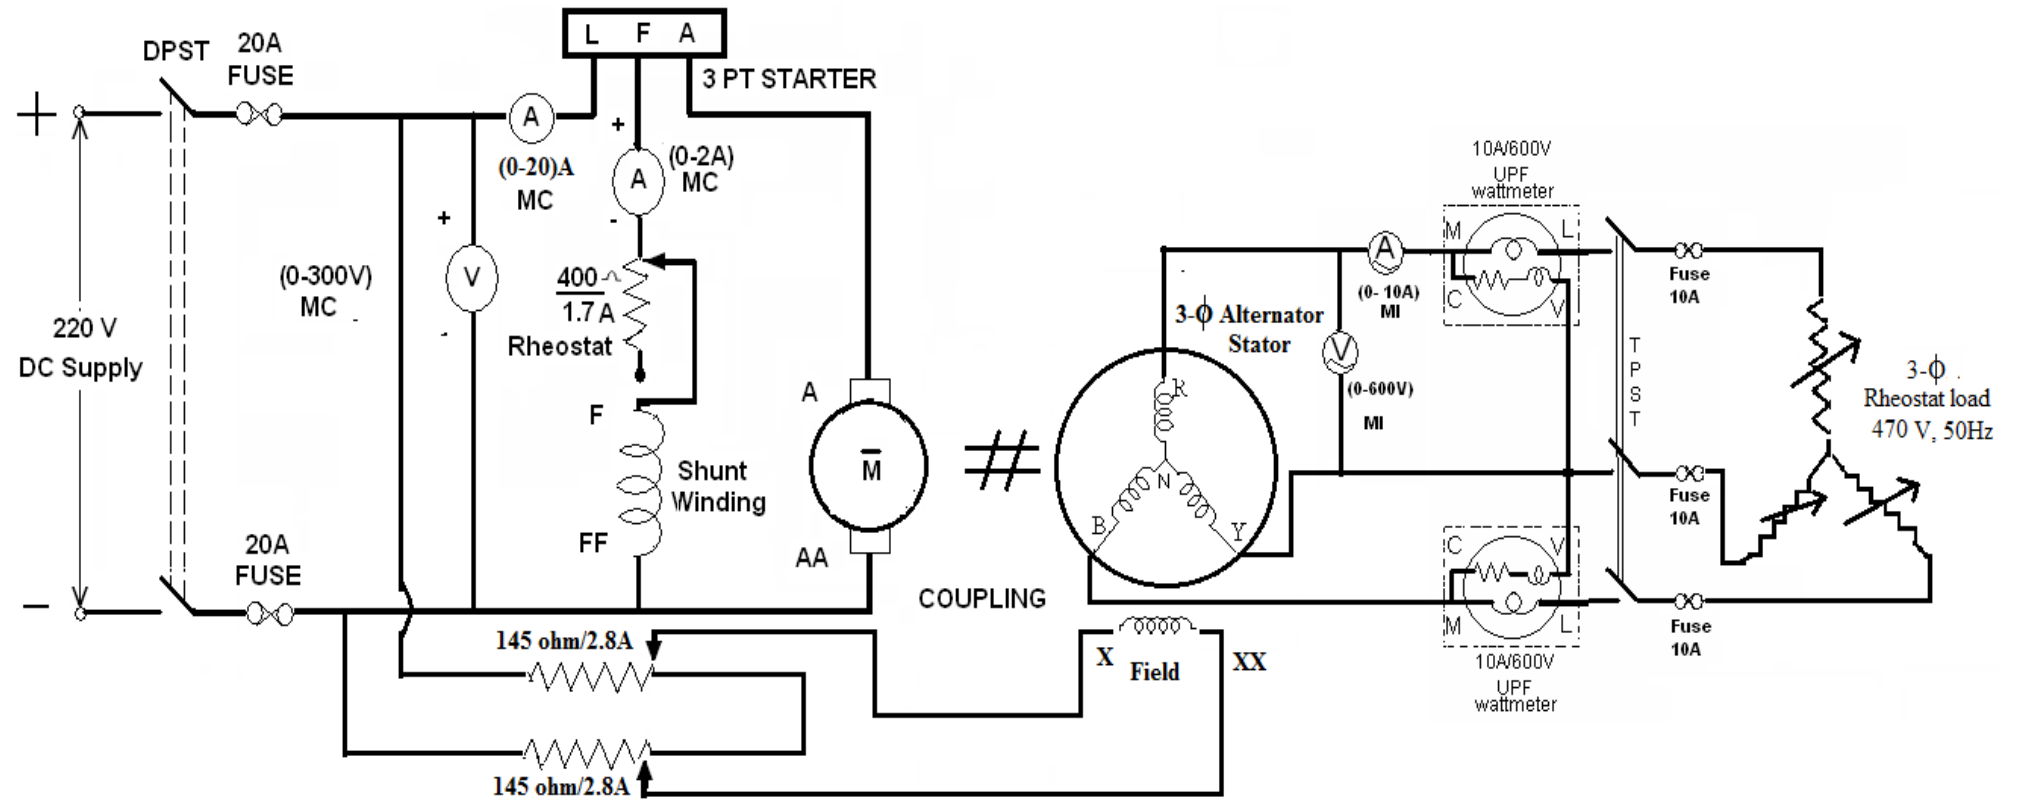 L F A
3 PT STARTER
DPST
20A
FUSE
+
A
(0-20)A
MC
+
(0-2A)
MC
A
-
+
V
-
(0-300V)
MC
400
1.7 A
Rheostat
220 V
DC Supply
F
Shunt
Winding
FF
A
M
AA
20A
FUSE
−
COUPLING
145 ohm/2.8A
145 ohm/2.8A
X
Field
XX
3-ϕ Alternator
Stator
R
N
B
Y
A
(0- 10A)
MI
V
(0-600V)
MI
10A/600V
UPF
wattmeter
M
L
C
V
T
P
S
T
Fuse
10A
Fuse
10A
Fuse
10A
3-ϕ .
Rheostat load
470 V, 50Hz
C
V
M
L
10A/600V
UPF
wattmeter